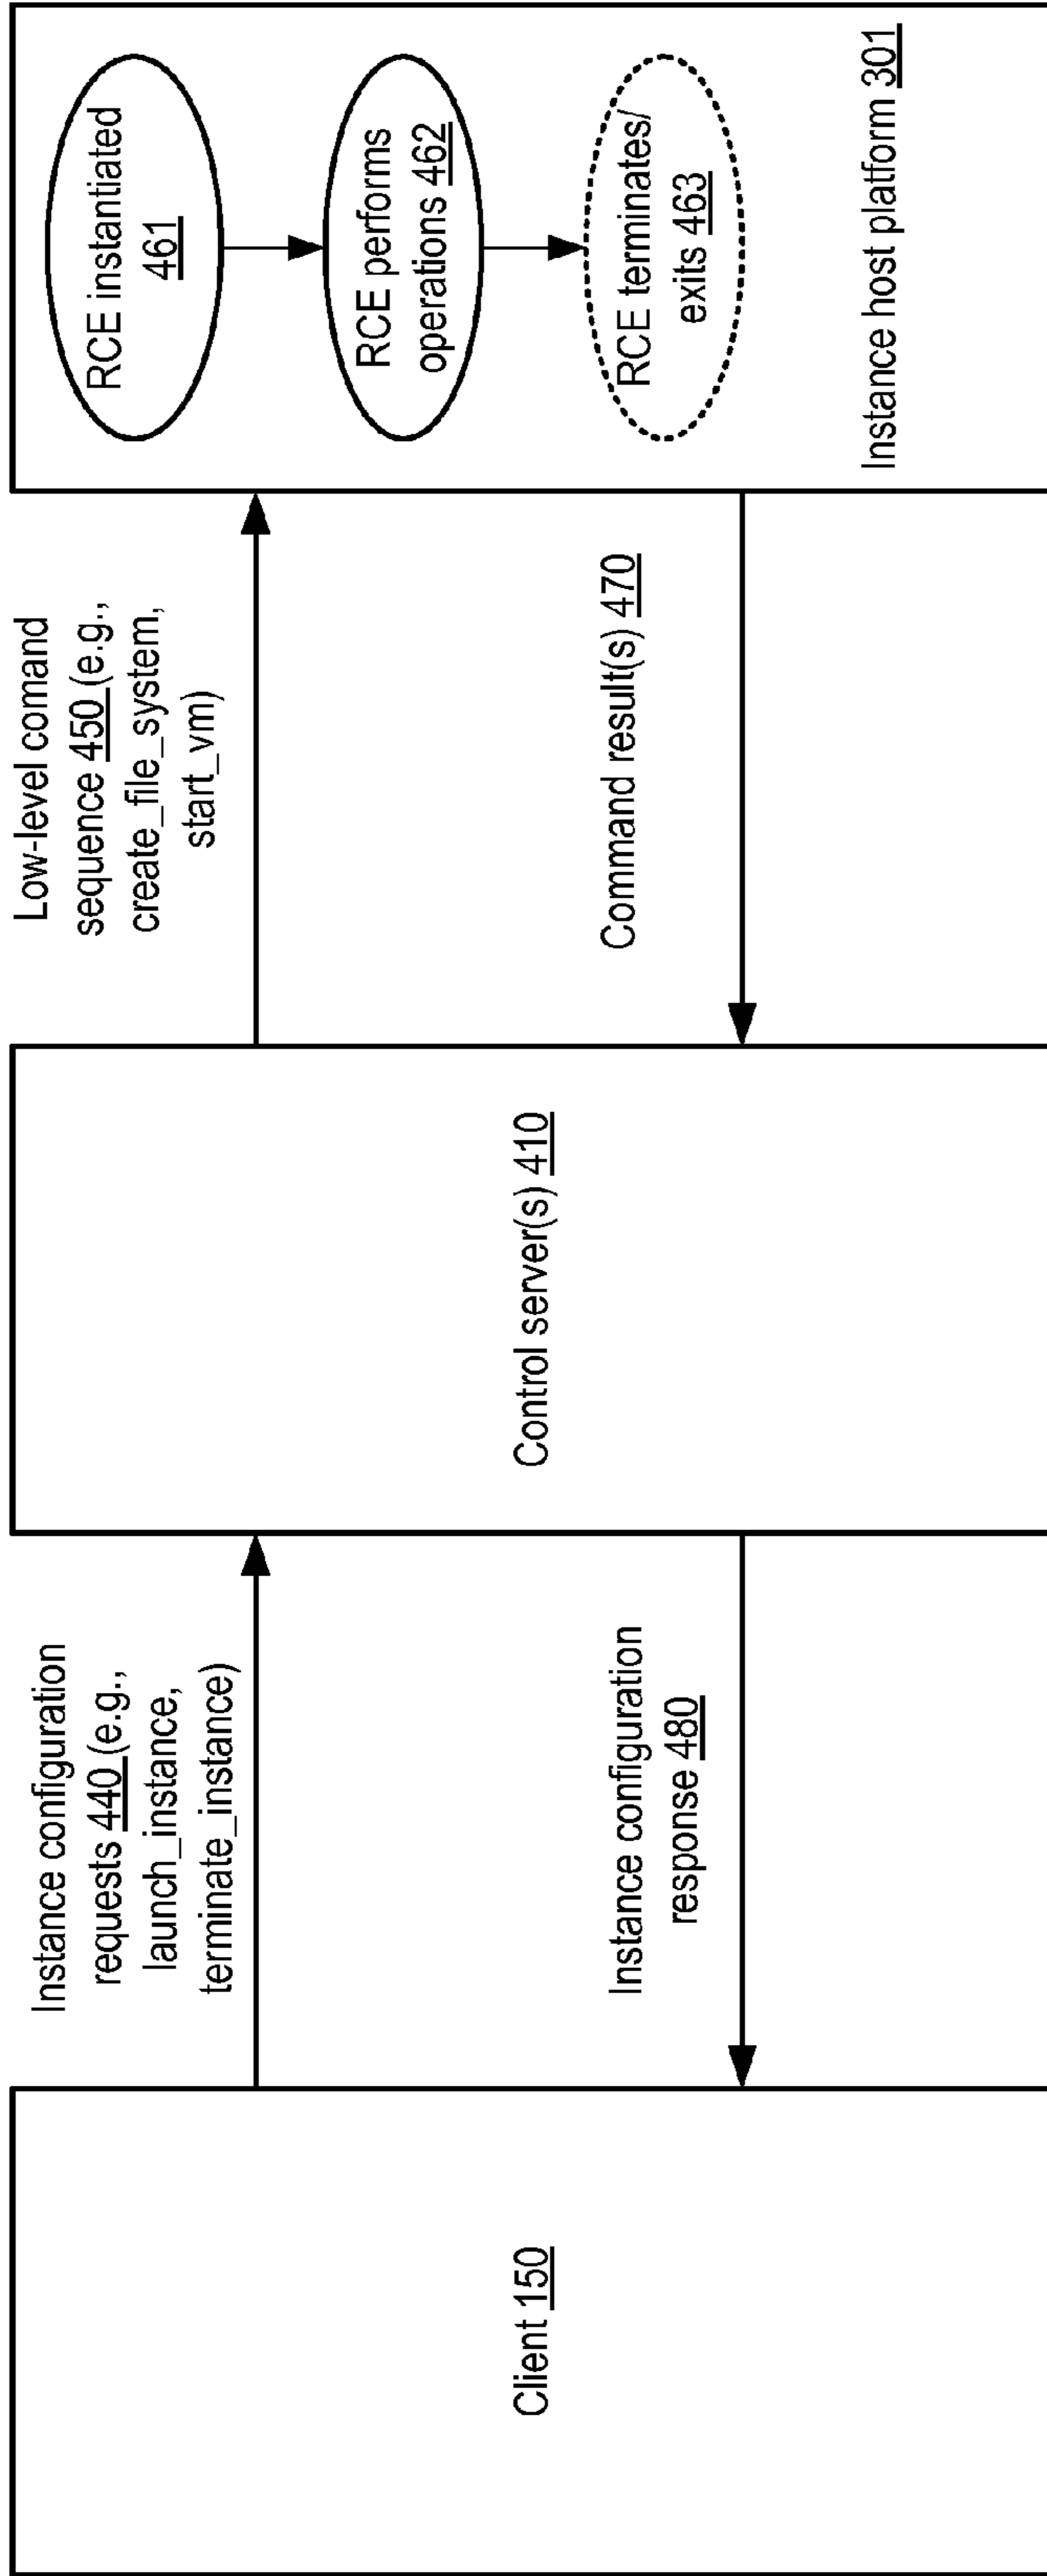 Client 150
Instance configuration
requests 440 (e.g.,
launch_instance,
terminate_instance)
Instance configuration
response 480
Control server(s) 410
Low-level comand
sequence 450 (e.g.,
create_file_system,
start_vm)
Command result(s) 470
RCE instantiated
461
RCE performs
operations 462
RCE terminates/
exits 463
Instance host platform 301